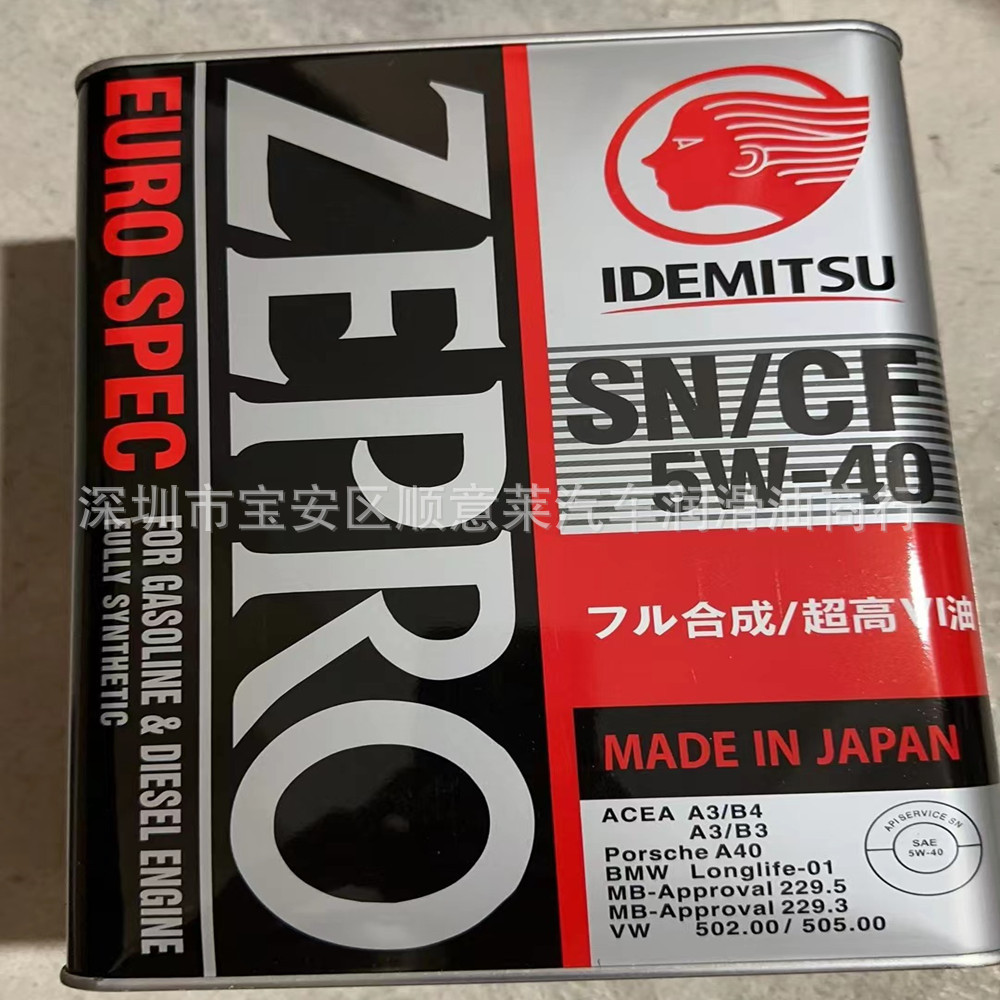 EURO SPEC
FOR GASOLINE & DIESEL ENGINE
FULLY SYNTHETIC
ZEPRO
IDEMITSU
SN/CF
5W-40
深圳市宝安区顺意莱汽车润滑油商行
フル合成/超高VI油
MADE IN JAPAN
ACEA A3/B4
A3/B3
Porsche A40
BMW Longlife-01
MB-Approval 229.5
MB-Approval 229.3
VW 502.00/ 505.00
API SERVICE SN
SAE
5W-40